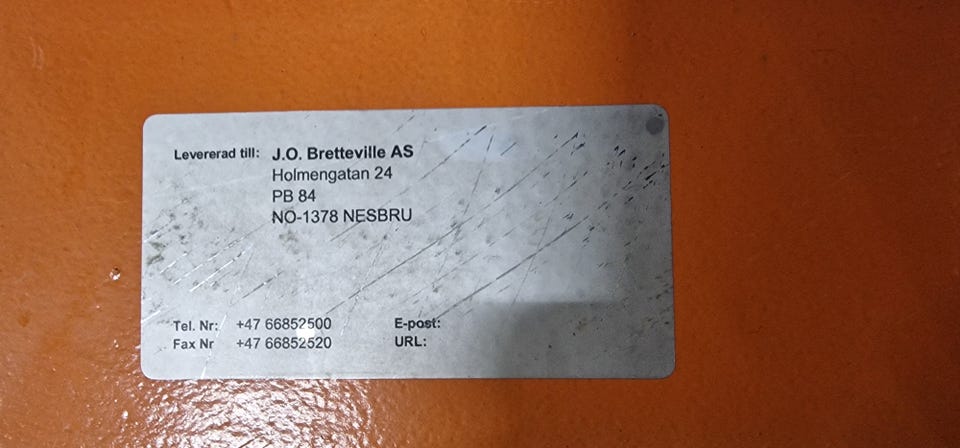 Levererad till: J.O. Bretteville AS
Holmengatan 24
PB 84
NO-1378 NESBRU
Tel. Nr: +47 66852500 E-post:
Fax Nr +47 66852520 URL: